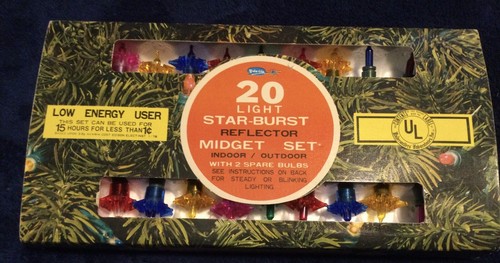 20
LIGHT
STAR-BURST
REFLECTOR
MIDGET SET
INDOOR / OUTDOOR
WITH 2 SPARE BULBS
SEE INSTRUCTIONS ON BACK
FOR STEADY OR BLINKING
LIGHTING
LOW ENERGY USER
THIS SET CAN BE USED FOR
15 HOURS FOR LESS THAN 1¢
UL